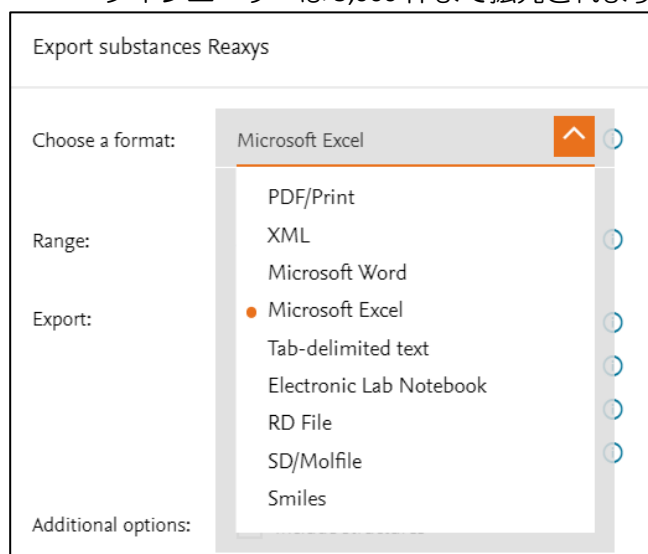 Export substances Reaxys
Choose a format:
Microsoft Excel
PDF/Print
XML
Range:
Microsoft Word
Microsoft Excel
Export:
Tab-delimited text
Electronic Lab Notebook
RD File
SD/Molfile
Smiles
Additional options: